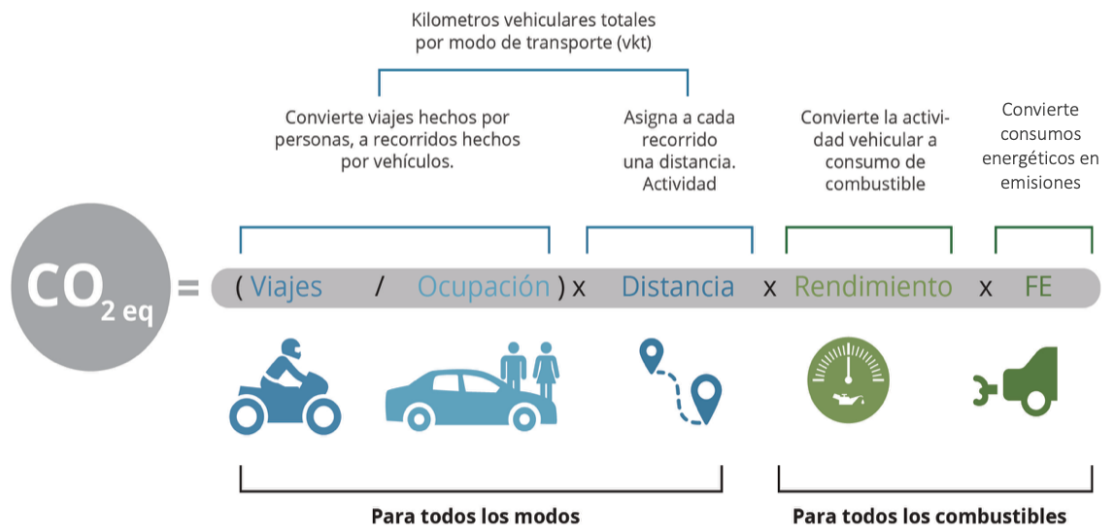 Kilometros vehiculares totales
por modo de transporte (vkt)
Convierte viajes hechos por
personas, a recorridos hechos
por vehículos.
Asigna a cada
recorrido
una distancia.
Actividad
Convierte la activi-
dad vehicular a
consumo de
combustible
Convierte
consumos
energéticos en
emisiones
CO2 eq = (Viajes / Ocupación) x Distancia x Rendimiento x FE
Para todos los modos
Para todos los combustibles